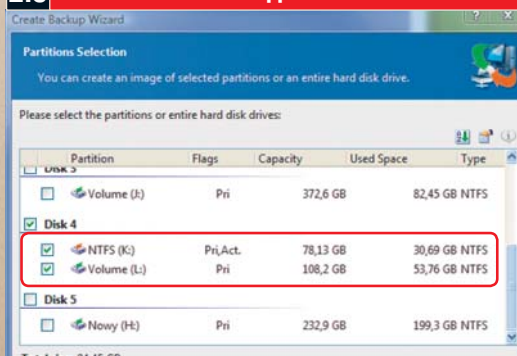 Create Backup Wizard
Partitions Selection
You can create an image of selected partitions or an entire hard disk drive.
Please select the partitions or entire hard disk drives:
Partition Flags Capacity Used Space Type
Disk 3
Volume (J:) Pri 372,6 GB 82,45 GB NTFS
Disk 4
NTFS (K:) Pri,Act. 78,13 GB 30,69 GB NTFS
Volume (L:) Pri 108,2 GB 53,76 GB NTFS
Disk 5
Nowy (H:) Pri 232,9 GB 199,3 GB NTFS